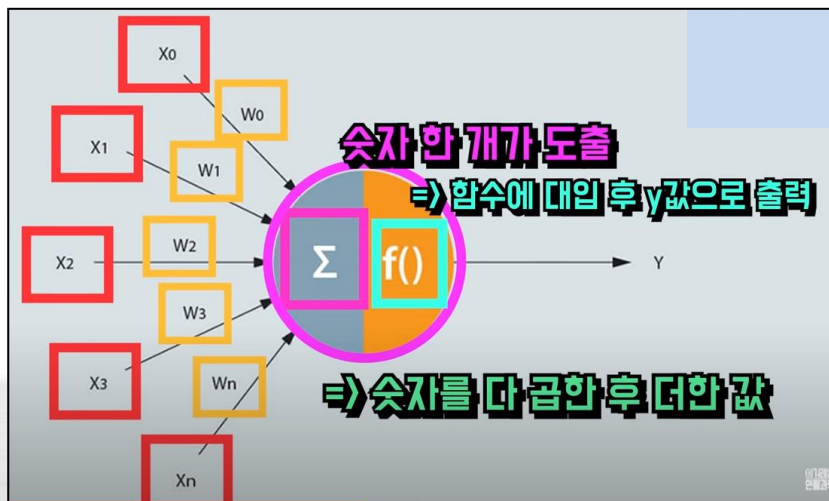 X0
W0
X1
W1
숫자 한 개가 도출
=> 함수에 대입 후 y값으로 출력
X2
W2
Σ
f()
Y
W3
X3
Wn
=> 숫자를 다 곱한 후 더한 값
Xn